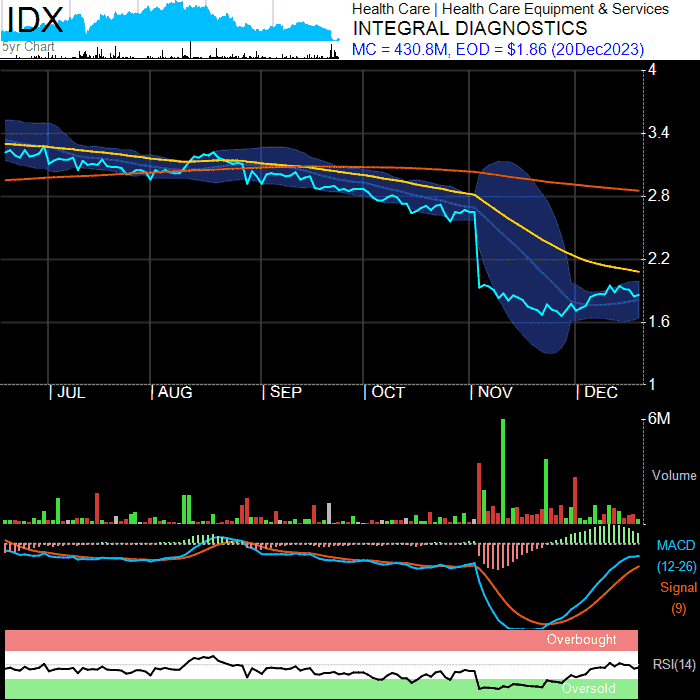 IDX
5yr Chart
Health Care | Health Care Equipment & Services
INTEGRAL DIAGNOSTICS
MC = 430.8M, EOD = $1.86 (20Dec2023)
4
3.4
2.8
2.2
1.6
1
| JUL | AUG | SEP | OCT | NOV | DEC
6M
Volume
MACD
(12-26)
Signal
(9)
Overbought
RSI(14)
Oversold